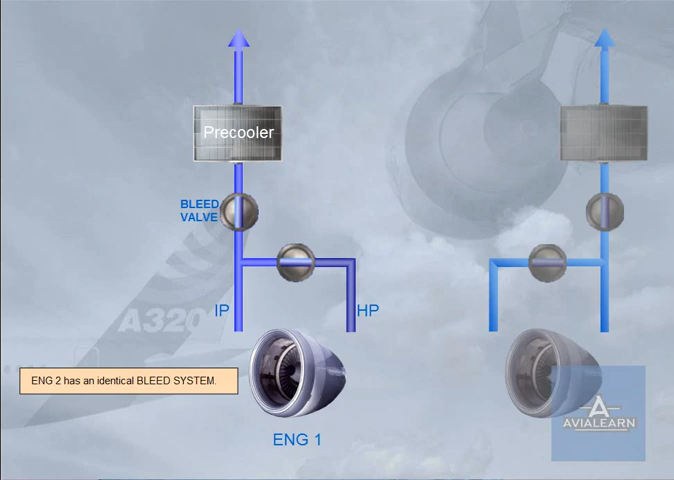 Precooler
BLEED
VALVE
IP
HP
A320
ENG 2 has an identical BLEED SYSTEM.
ENG 1
A
AVIALEARN